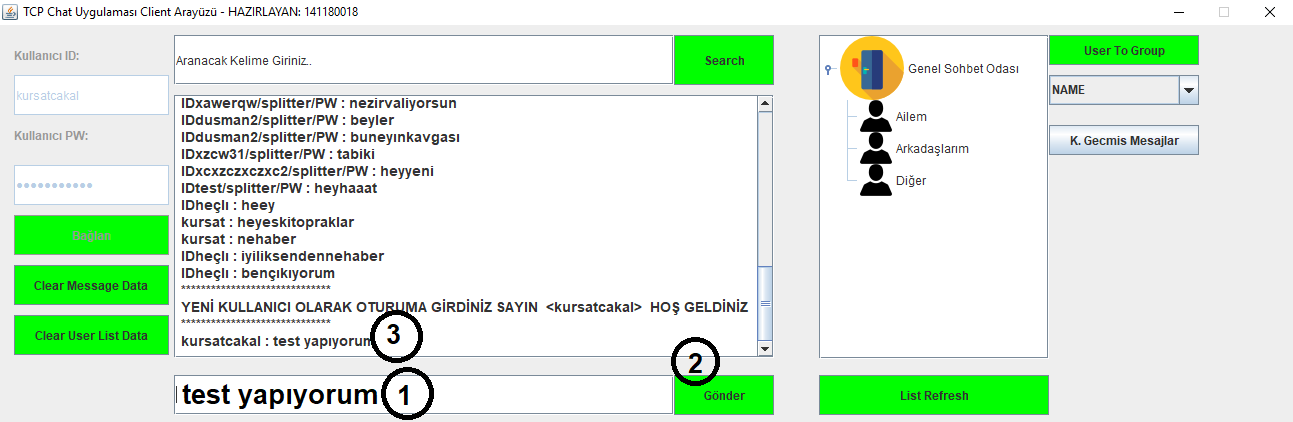 TCP Chat Uygulaması Client Arayüzü - HAZIRLAYAN: 141180018
Kullanıcı ID:
kursatcakal
Kullanıcı PW:
Bağlan
Clear Message Data
Clear User List Data
Aranacak Kelime Giriniz..
Search
IDxawerqw/splitter/PW : nezirvaliyorsun
IDdusman2/splitter/PW : beyler
IDdusman2/splitter/PW : buneyınkavgası
IDxzcw31/splitter/PW : tabiki
IDxcxzczxczxc2/splitter/PW : heyyeni
IDtest/splitter/PW : heyhaaat
IDheçlı : heey
kursat : heyeskitopraklar
kursat : nehaber
IDheçlı : iyiliksendennehaber
IDheçlı : bençıkıyorum
******************************
YENİ KULLANICI OLARAK OTURUMA GİRDİNİZ SAYIN <kursatcakal> HOŞ GELDİNİZ
******************************
kursatcakal : test yapıyorum
3
test yapıyorum
1
2
Gönder
Genel Sohbet Odası
Ailem
Arkadaşlarım
Diğer
List Refresh
User To Group
NAME
K. Gecmis Mesajlar